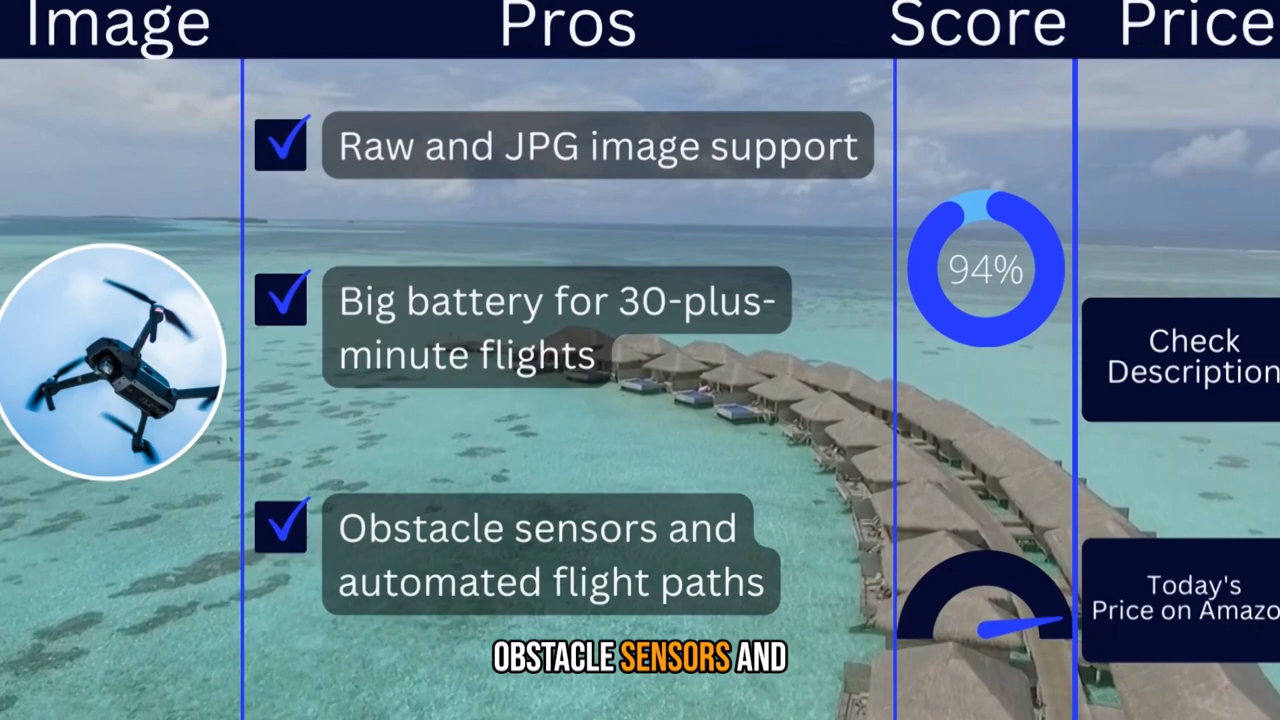 Image
Pros
Score
Price
Raw and JPG image support
Big battery for 30-plus-
minute flights
Obstacle sensors and
automated flight paths
94%
Check
Description
Today's
Price on Amazo
OBSTACLE SENSORS AND